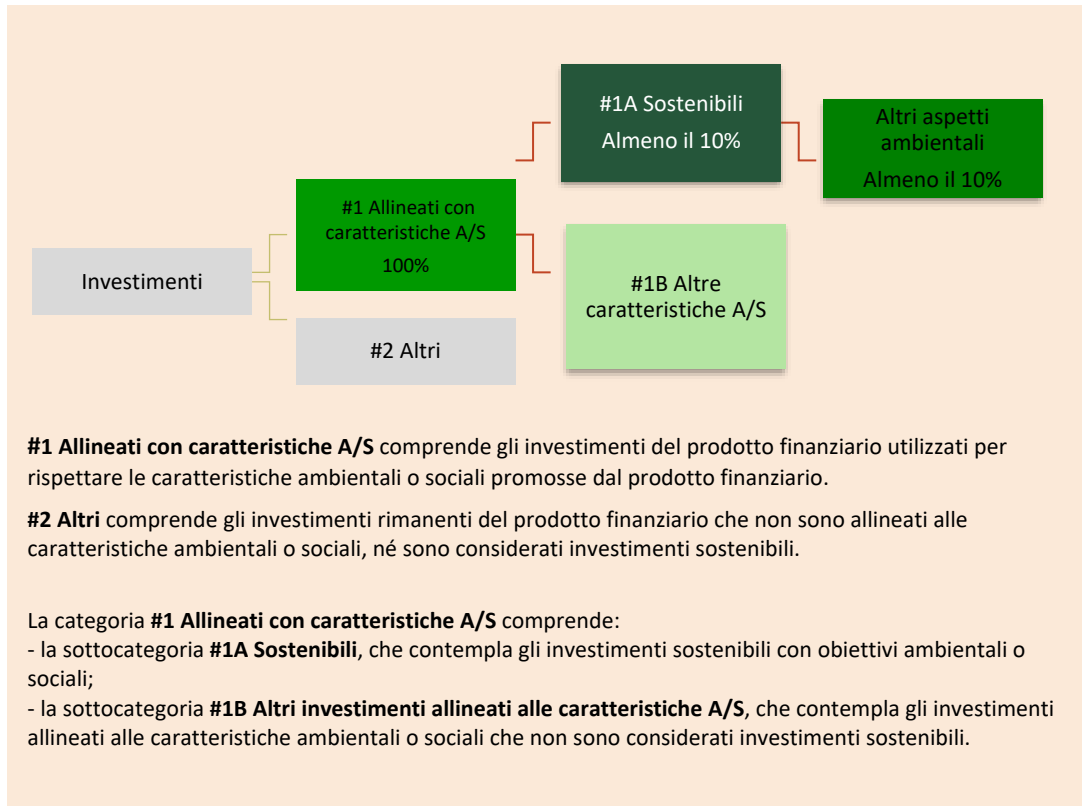 #1A Sostenibili
Almeno il 10%
Altri aspetti
ambientali
Almeno il 10%
#1 Allineati con
caratteristiche A/S
100%
Investimenti
#1B Altre
caratteristiche A/S
#2 Altri
#1 Allineati con caratteristiche A/S comprende gli investimenti del prodotto finanziario utilizzati per
rispettare le caratteristiche ambientali o sociali promosse dal prodotto finanziario.
#2 Altri comprende gli investimenti rimanenti del prodotto finanziario che non sono allineati alle
caratteristiche ambientali o sociali, né sono considerati investimenti sostenibili.
La categoria #1 Allineati con caratteristiche A/S comprende:
- la sottocategoria #1A Sostenibili, che contempla gli investimenti sostenibili con obiettivi ambientali o
sociali;
- la sottocategoria #1B Altri investimenti allineati alle caratteristiche A/S, che contempla gli investimenti
allineati alle caratteristiche ambientali o sociali che non sono considerati investimenti sostenibili.